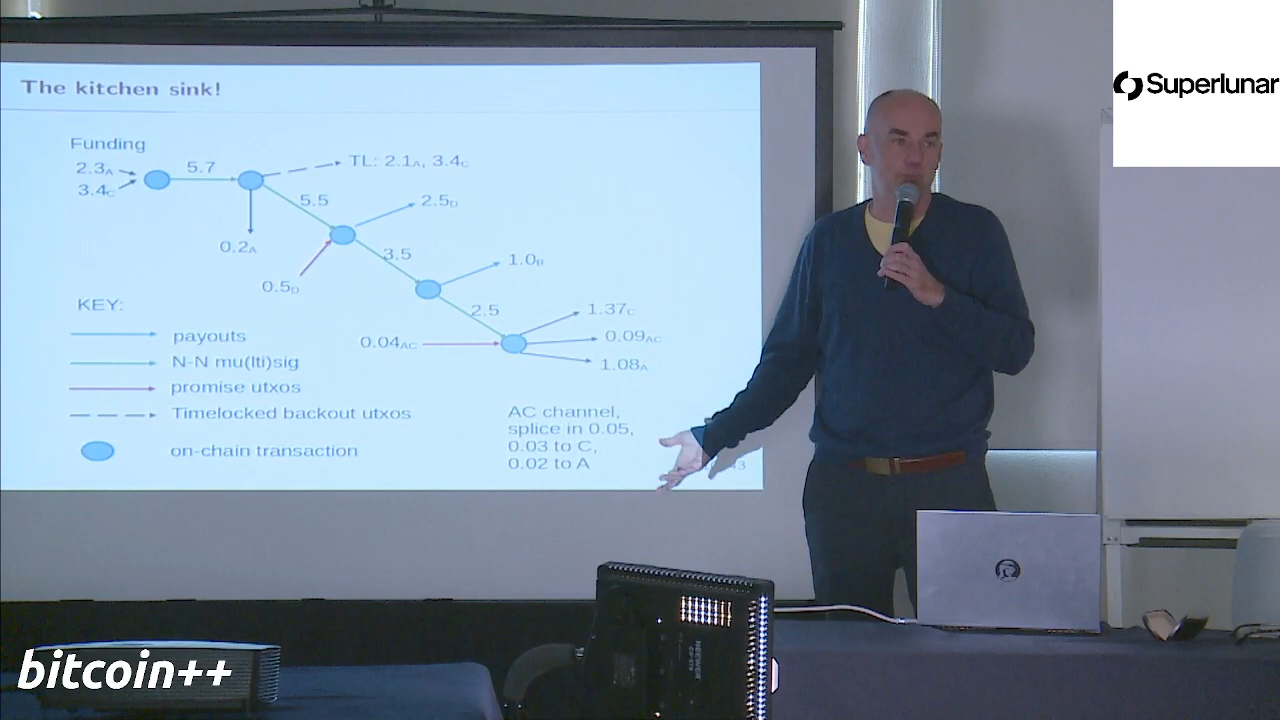 The kitchen sink!
Funding
2.3A
3.4C
5.7
TL: 2.1A, 3.4C
5.5
2.5D
0.2A
3.5
0.5D
1.0B
2.5
1.37C
0.04AC
0.09AC
1.08A
KEY:
payouts
N-N mu(lti)sig
promise utxos
Timelocked backout utxos
on-chain transaction
AC channel,
splice in 0.05,
0.03 to C,
0.02 to A
Superlunar
NEEWER
bitcoin++